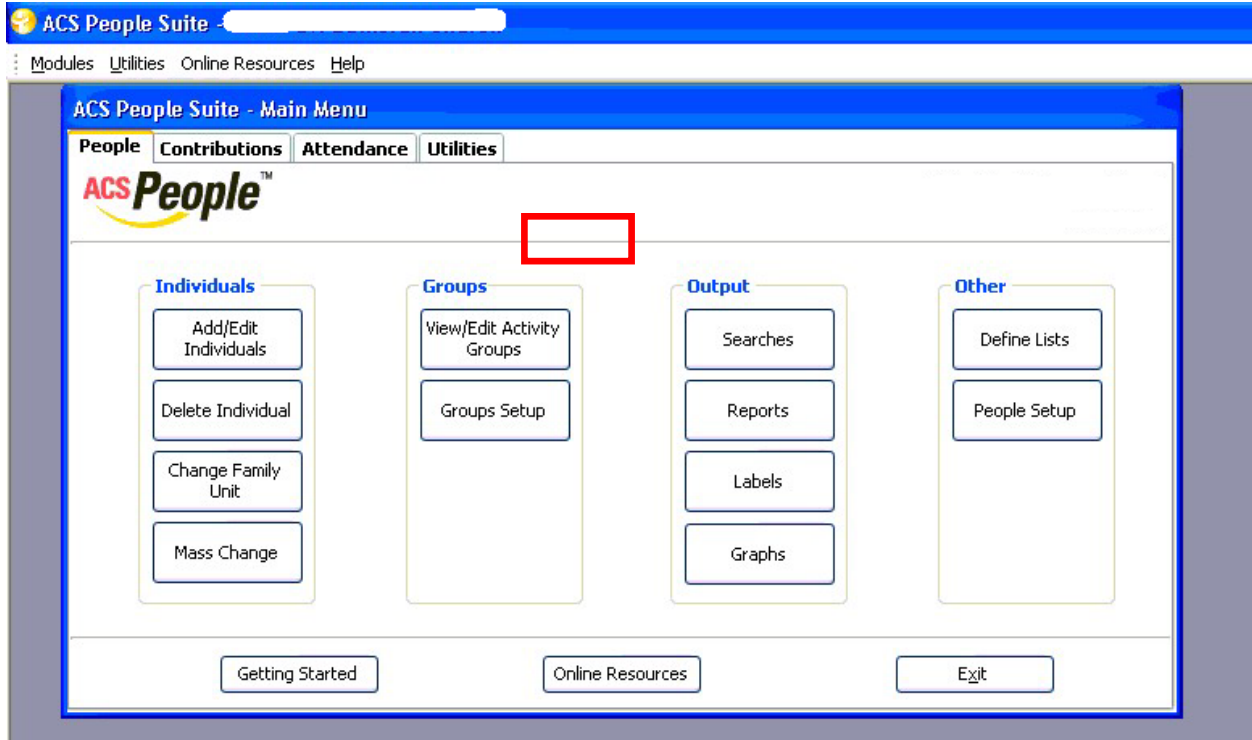 ACS People Suite -
Modules Utilities Online Resources Help
ACS People Suite - Main Menu
People Contributions Attendance Utilities
ACS People™
Individuals Groups Output Other
Add/Edit
Individuals
View/Edit Activity
Groups
Searches
Define Lists
Delete Individual
Groups Setup
Reports
People Setup
Change Family
Unit
Labels
Mass Change
Graphs
Getting Started Online Resources Exit